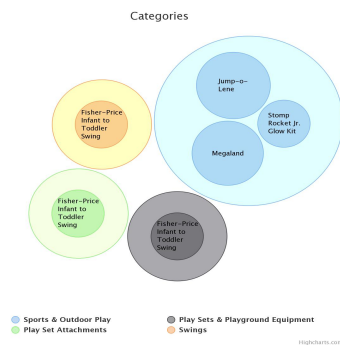 Categories
Jump-o-
Lene
Stomp
Rocket Jr.
Glow Kit
Megaland
Fisher-Price
Infant to
Toddler
Swing
Fisher-Price
Infant to
Toddler
Swing
Fisher-Price
Infant to
Toddler
Swing
Sports & Outdoor Play
Play Sets & Playground Equipment
Play Set Attachments
Swings
Highcharts.com